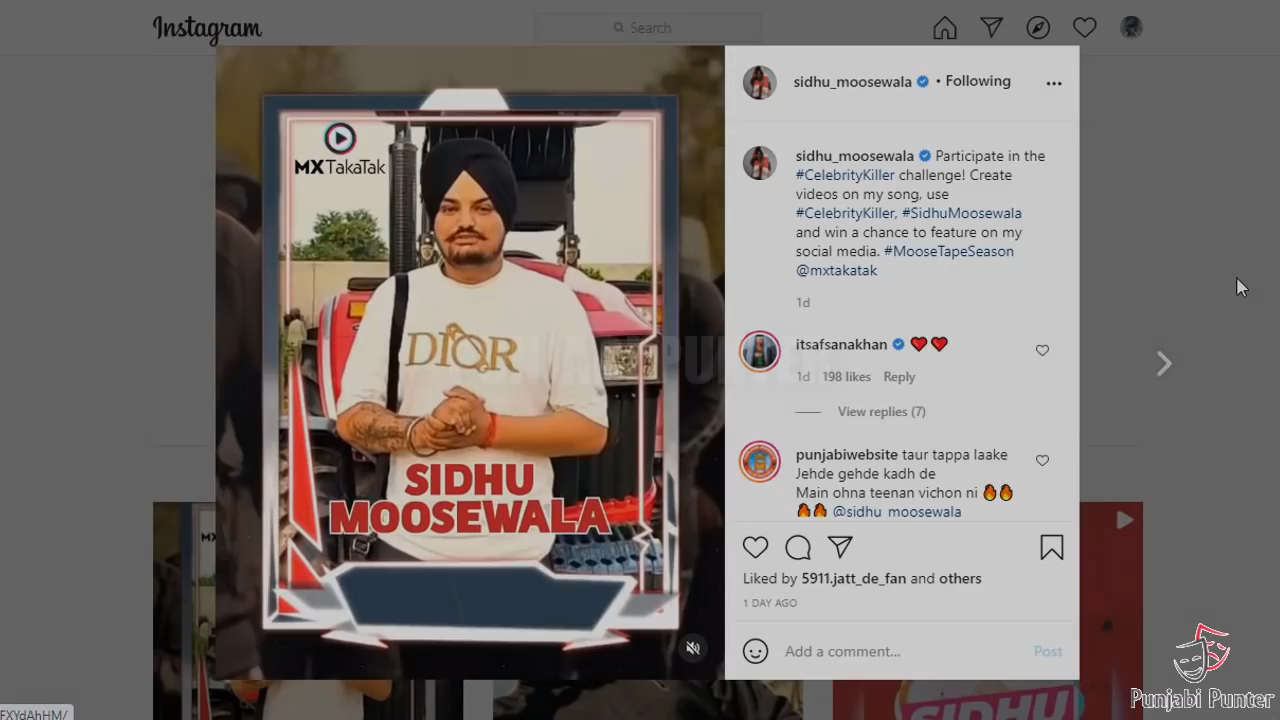 Instagram
Search
sidhu_moosewala • Following
MXTakaTak
DIOR
SIDHU
MOOSEWALA
sidhu_moosewala Participate in the
#CelebrityKiller challenge! Create
videos on my song, use
#CelebrityKiller, #SidhuMoosewala
and win a chance to feature on my
social media. #MooseTapeSeason
@mxtakatak
1d
itsafsanakhan ❤️❤️
1d 198 likes Reply
View replies (7)
punjabiwebsite taur tappa laake
Jehde gehde kadh de
Main ohna teenan vichon ni 🔥🔥
🔥🔥 @sidhu_moosewala
Liked by 5911.jatt_de_fan and others
1 DAY AGO
Add a comment... Post
MX
SIDHU
Punjabi Punter
FXYdAhHM/